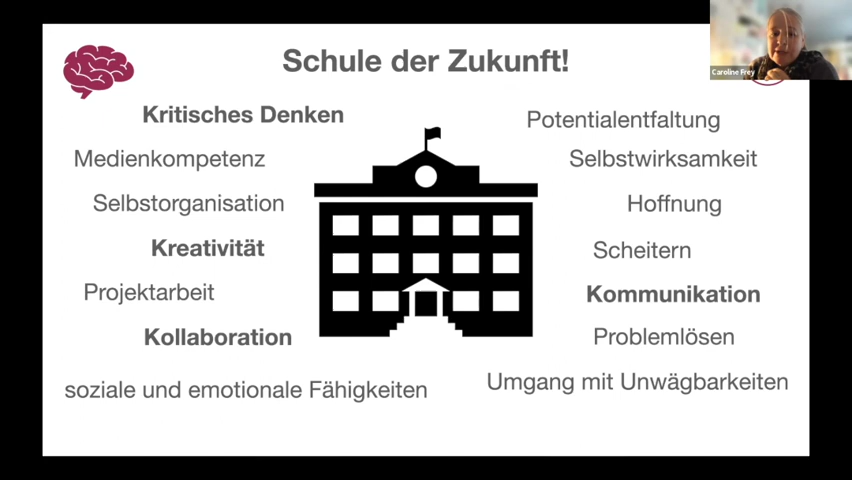 Schule der Zukunft!
Caroline Frey
Kritisches Denken
Potentialentfaltung
Medienkompetenz
Selbstwirksamkeit
Selbstorganisation
Hoffnung
Kreativität
Scheitern
Projektarbeit
Kommunikation
Kollaboration
Problemlösen
soziale und emotionale Fähigkeiten
Umgang mit Unwägbarkeiten